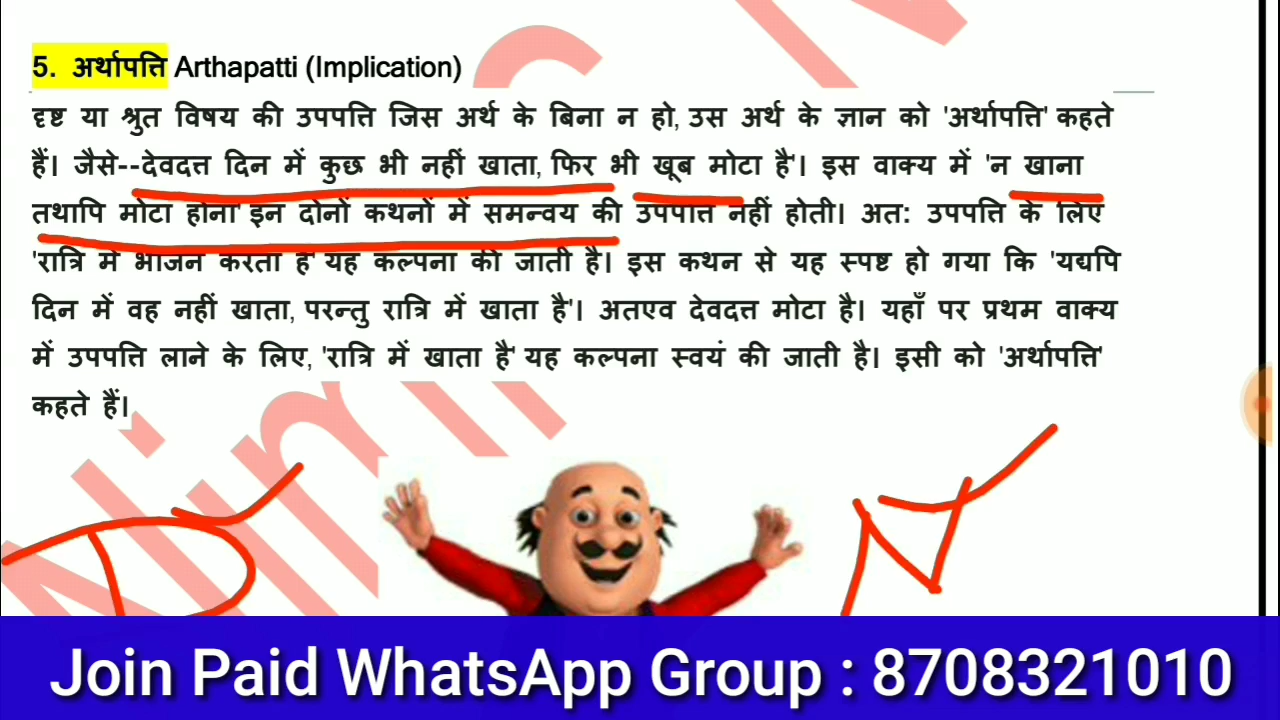 5. अर्थापत्ति Arthapatti (Implication)
दृष्ट या श्रुत विषय की उपपत्ति जिस अर्थ के बिना न हो, उस अर्थ के ज्ञान को 'अर्थापत्ति' कहते
हैं। जैसे--देवदत्त दिन में कुछ भी नहीं खाता, फिर भी खूब मोटा है'। इस वाक्य में 'न खाना
तथापि मोटा होना' इन दोनों कथनों में समन्वय की उपपत्ति नहीं होती। अत: उपपत्ति के लिए
'रात्रि में भोजन करता है' यह कल्पना की जाती है। इस कथन से यह स्पष्ट हो गया कि 'यद्यपि
दिन में वह नहीं खाता, परन्तु रात्रि में खाता है'। अतएव देवदत्त मोटा है। यहाँ पर प्रथम वाक्य
में उपपत्ति लाने के लिए, 'रात्रि में खाता है' यह कल्पना स्वयं की जाती है। इसी को 'अर्थापत्ति'
कहते हैं।
D
N
Join Paid WhatsApp Group : 8708321010